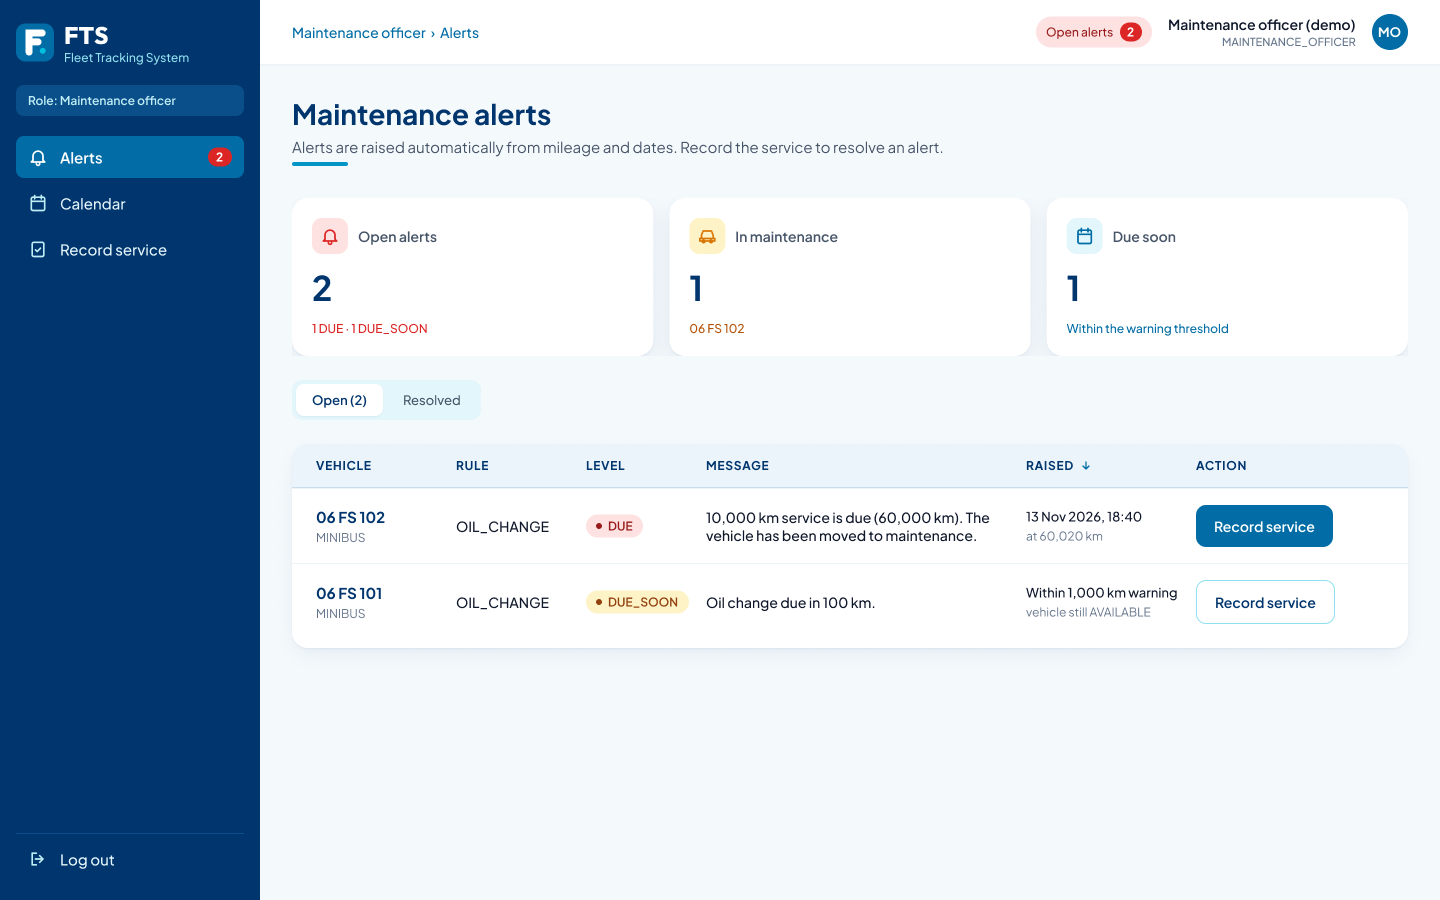 FTS
Fleet Tracking System
Role: Maintenance officer
Alerts 2
Calendar
Record service
Log out
Maintenance officer › Alerts
Open alerts 2
Maintenance officer (demo)
MAINTENANCE_OFFICER
MO
Maintenance alerts
Alerts are raised automatically from mileage and dates. Record the service to resolve an alert.
Open alerts
2
1 DUE · 1 DUE_SOON
In maintenance
1
06 FS 102
Due soon
1
Within the warning threshold
Open (2) Resolved
VEHICLE RULE LEVEL MESSAGE RAISED ↓ ACTION
06 FS 102
MINIBUS
OIL_CHANGE
DUE
10,000 km service is due (60,000 km). The
vehicle has been moved to maintenance.
13 Nov 2026, 18:40
at 60,020 km
Record service
06 FS 101
MINIBUS
OIL_CHANGE
DUE_SOON
Oil change due in 100 km.
Within 1,000 km warning
vehicle still AVAILABLE
Record service